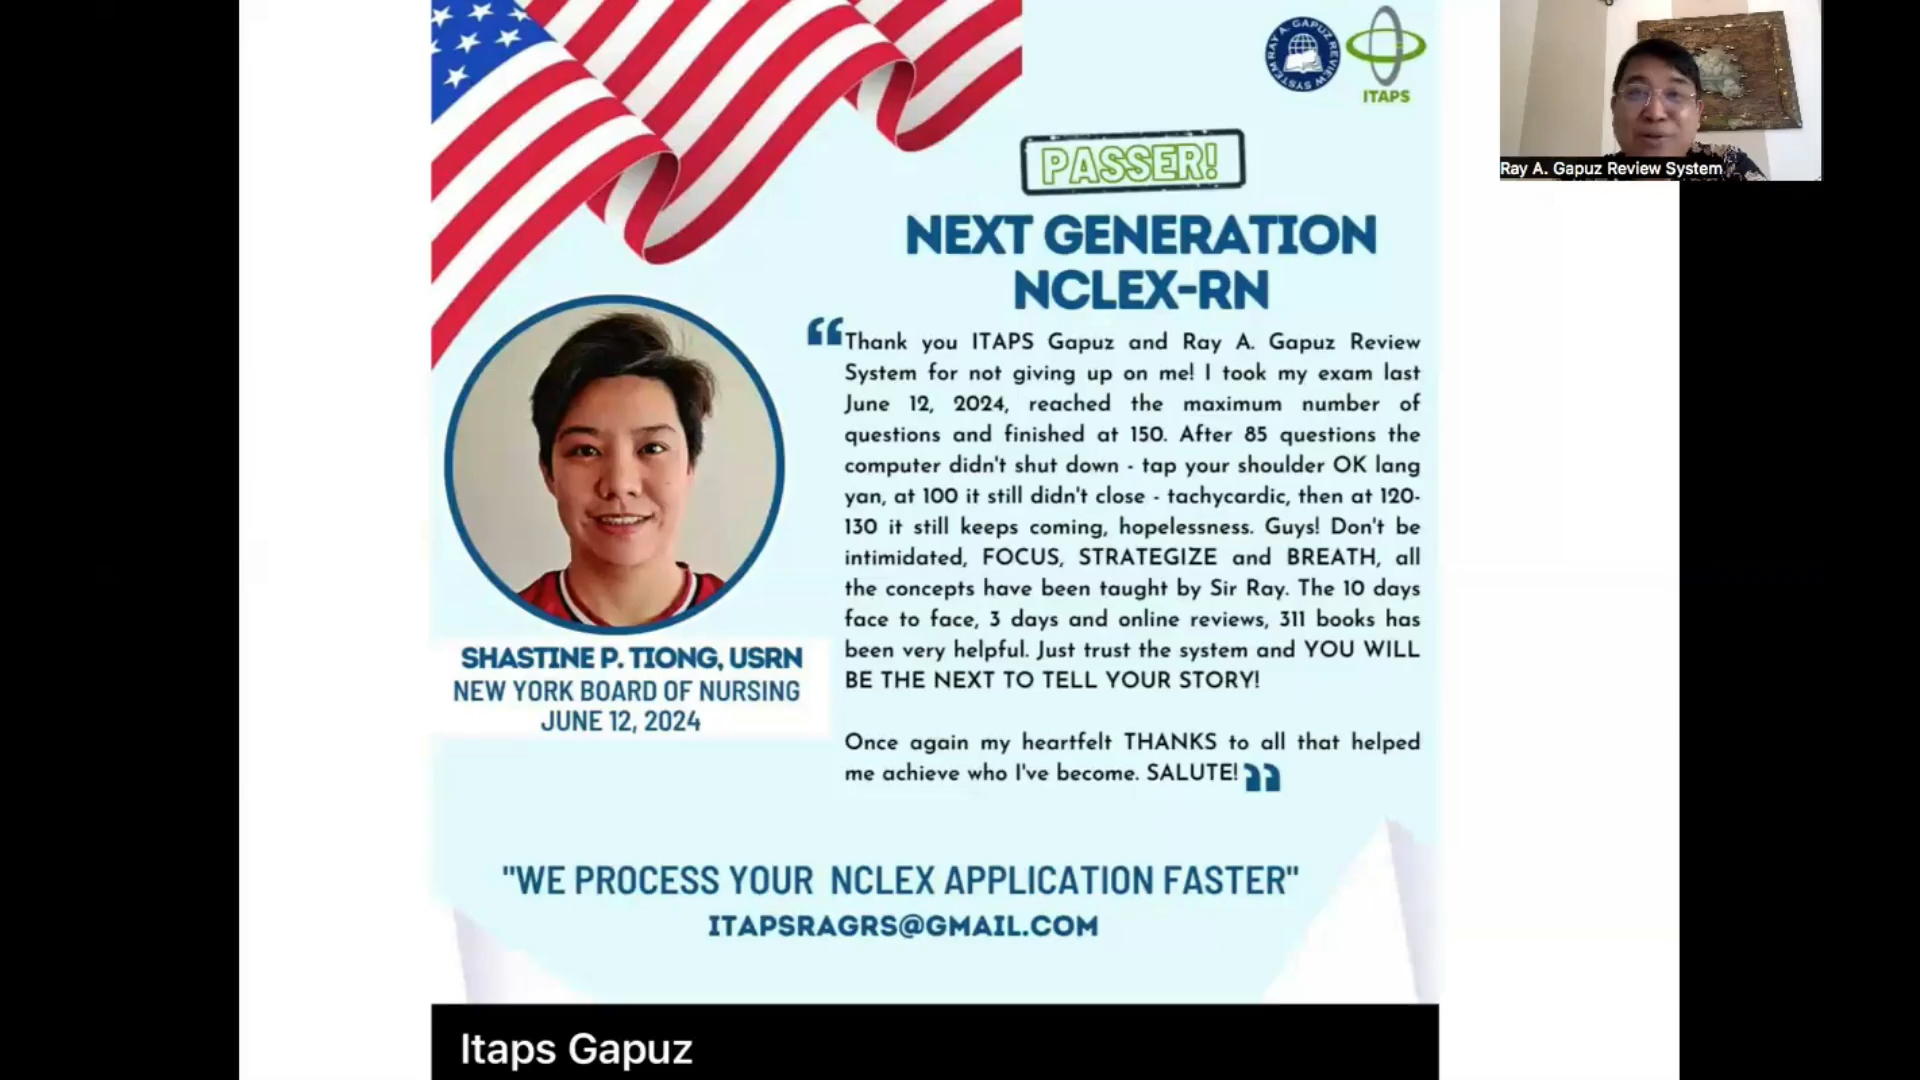 RAY A. GAPUZ REVIEW SYSTEM
ITAPS
Ray A. Gapuz Review System
PASSER!
NEXT GENERATION
NCLEX-RN
“Thank you ITAPS Gapuz and Ray A. Gapuz Review
System for not giving up on me! I took my exam last
June 12, 2024, reached the maximum number of
questions and finished at 150. After 85 questions the
computer didn't shut down - tap your shoulder OK lang
yan, at 100 it still didn't close - tachycardic, then at 120-
130 it still keeps coming, hopelessness. Guys! Don't be
intimidated, FOCUS, STRATEGIZE and BREATH, all
the concepts have been taught by Sir Ray. The 10 days
face to face, 3 days and online reviews, 311 books has
been very helpful. Just trust the system and YOU WILL
BE THE NEXT TO TELL YOUR STORY!
Once again my heartfelt THANKS to all that helped
me achieve who I've become. SALUTE!”
SHASTINE P. TIONG, USRN
NEW YORK BOARD OF NURSING
JUNE 12, 2024
"WE PROCESS YOUR NCLEX APPLICATION FASTER"
ITAPSRAGRS@GMAIL.COM
Itaps Gapuz